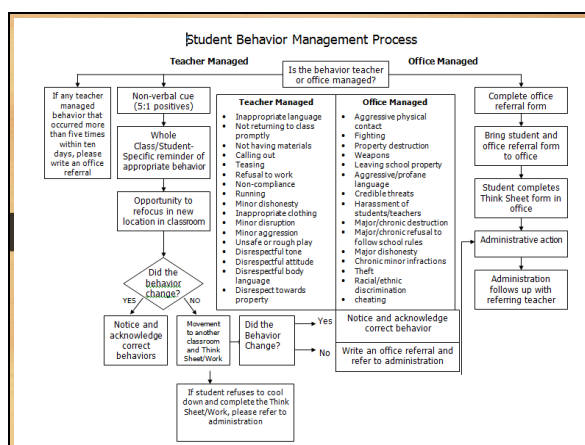 Student Behavior Management Process
Teacher Managed
Office Managed
Is the behavior teacher
or office managed?
If any teacher
managed behavior that
occurred more
than five times
within ten
days, please
write an office
referral
Non-verbal cue
(5:1 positives)
Whole
Class/Student-
Specific reminder of
appropriate behavior
Opportunity to
refocus in new
location in classroom
Did the
behavior
change?
YES
NO
Notice and
acknowledge
correct
behaviors
Movement
to another
classroom
and Think
Sheet/Work
Did the
Behavior
Change?
Yes
No
If student refuses to cool
down and complete the Think
Sheet/Work, please refer to
administration
Teacher Managed
• Inappropriate language
• Not returning to class
promptly
• Not having materials
• Calling out
• Teasing
• Refusal to work
• Non-compliance
• Running
• Minor dishonesty
• Inappropriate clothing
• Minor disruption
• Minor aggression
• Unsafe or rough play
• Disrespectful tone
• Disrespectful attitude
• Disrespectful body
language
• Disrespect towards
property
Office Managed
• Aggressive physical
contact
• Fighting
• Property destruction
• Weapons
• Leaving school property
• Aggressive/profane
language
• Credible threats
• Harassment of
students/teachers
• Major/chronic destruction
• Major/chronic refusal to
follow school rules
• Major dishonesty
• Chronic minor infractions
• Theft
• Racial/ethnic
discrimination
• cheating
Notice and acknowledge
correct behavior
Write an office referral and
refer to administration
Complete office
referral form
Bring student and
office referral form
to office
Student completes
Think Sheet form in
office
Administrative action
Administration
follows up with
referring teacher